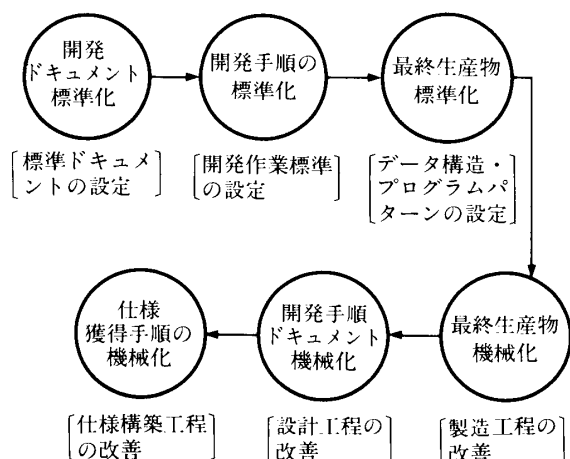 開発
ドキュメント
標準化
開発手順の
標準化
最終生産物
標準化
標準ドキュメ
ントの設定
開発作業標準
の設定
データ構造・
プログラムパ
ターンの設定
仕様
獲得手順の
機械化
開発手順
ドキュメント
機械化
最終生産物
機械化
仕様構築工程
の改善
設計工程の
改善
製造工程の
改善